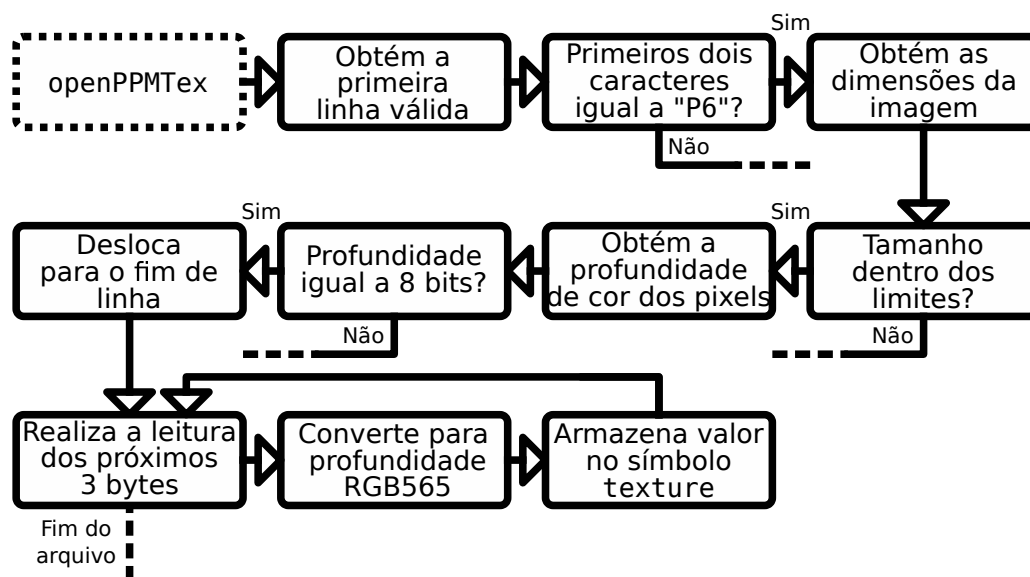 openPPMTex
Obtém a
primeira
linha válida
Primeiros dois
caracteres
igual a "P6"?
Sim
Não
Obtém as
dimensões da
imagem
Tamanho
dentro dos
limites?
Sim
Não
Obtém a
profundidade
de cor dos pixels
Profundidade
igual a 8 bits?
Sim
Não
Desloca
para o fim de
linha
Realiza a leitura
dos próximos
3 bytes
Fim do
arquivo
Converte para
profundidade
RGB565
Armazena valor
no símbolo
texture